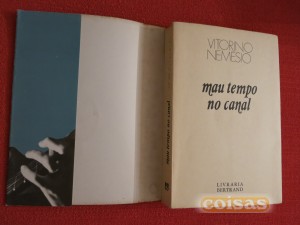 VITORINO
NEMÉSIO
mau tempo
no canal
LIVRARIA
BERTRAND
coisas